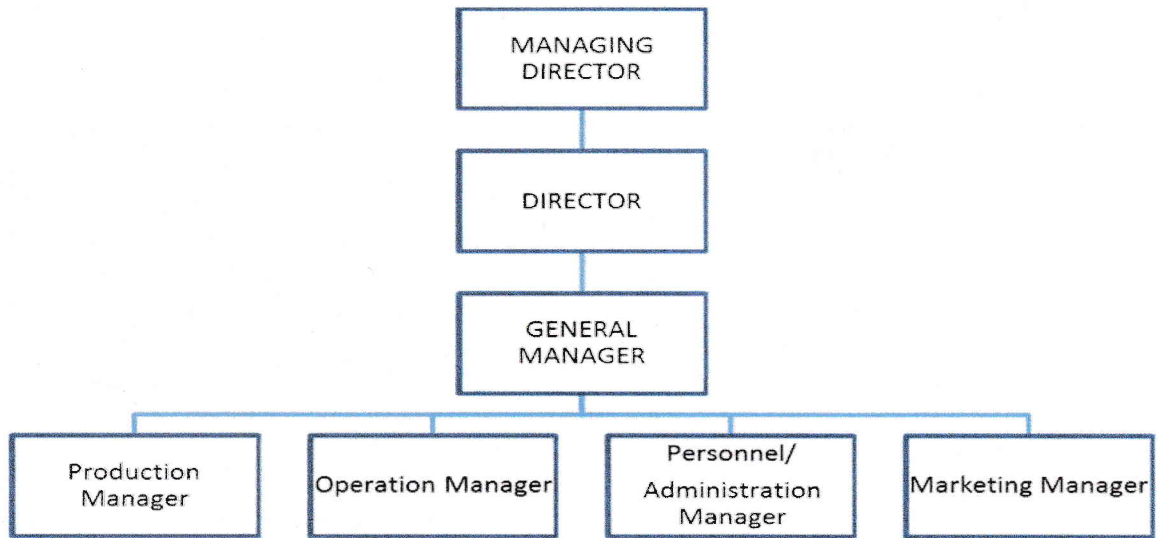 MANAGING
DIRECTOR
DIRECTOR
GENERAL
MANAGER
Production
Manager
Operation Manager
Personnel/
Administration
Manager
Marketing Manager